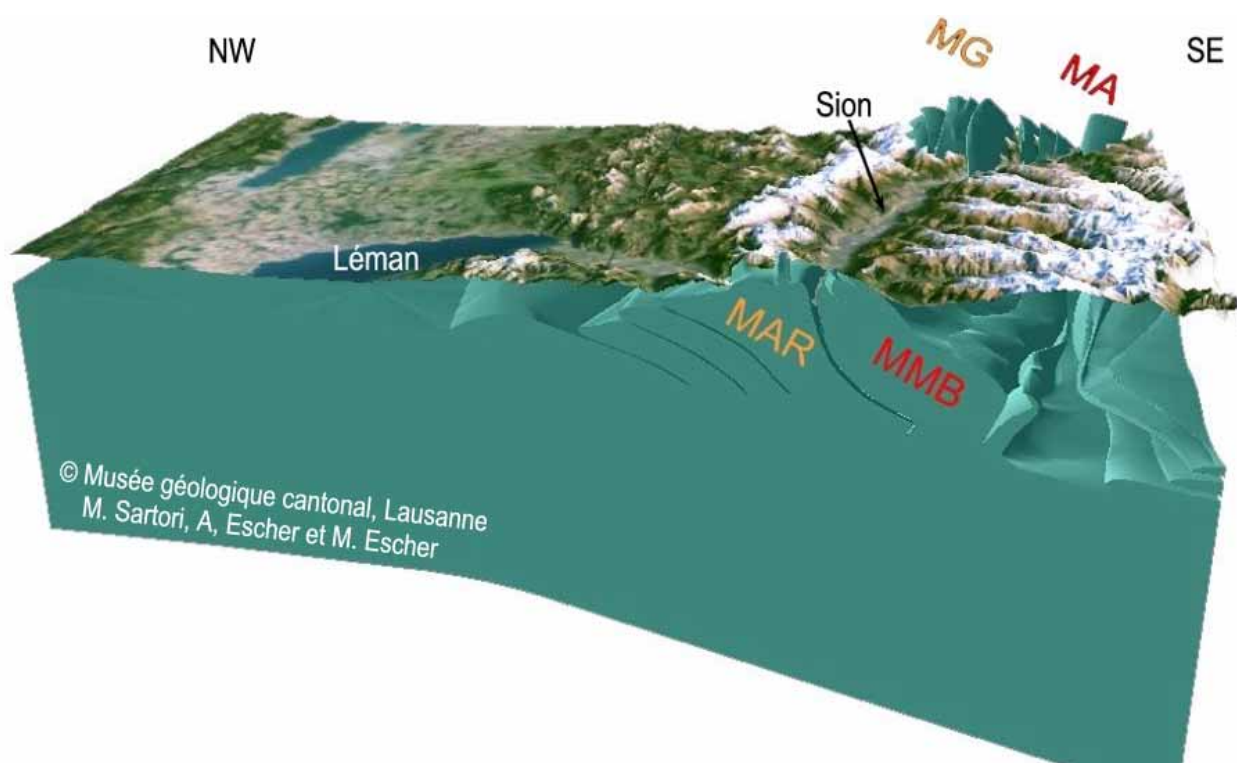 NW
MG
SE
MA
Sion
Léman
MAR
MMB
© Musée géologique cantonal, Lausanne
M. Sartori, A, Escher et M. Escher